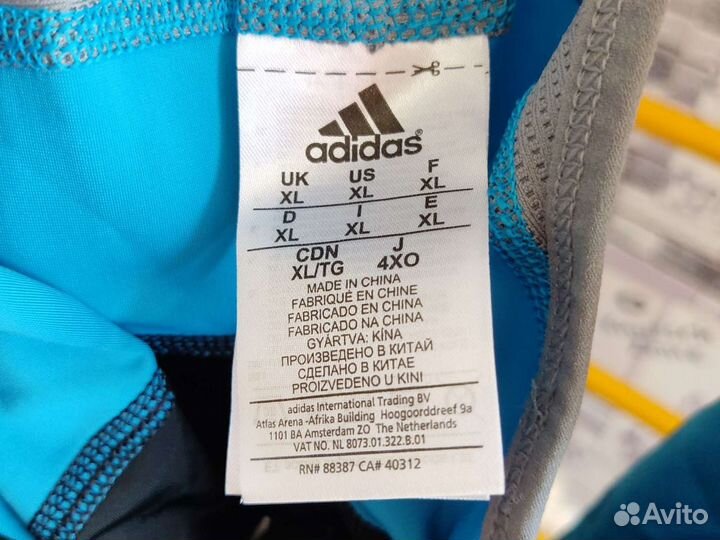 adidas®
UK US F
XL XL XL
D I E
XL XL XL
CDN J
XL/TG 4XO
MADE IN CHINA
FABRIQUÉ EN CHINE
FABRICADO EN CHINA
FABRICADO NA CHINA
GYÁRTVA: KÍNA
ПРОИЗВЕДЕНО В КИТАЙ
СДЕЛАНО В КИТАЕ
PROIZVEDENO U KINI
adidas International Trading BV
Atlas Arena -Afrika Building Hoogoorddreef 9a
1101 BA Amsterdam ZO The Netherlands
VAT NO. NL 8073.01.322.B.01
RN# 88387 CA# 40312
Avito